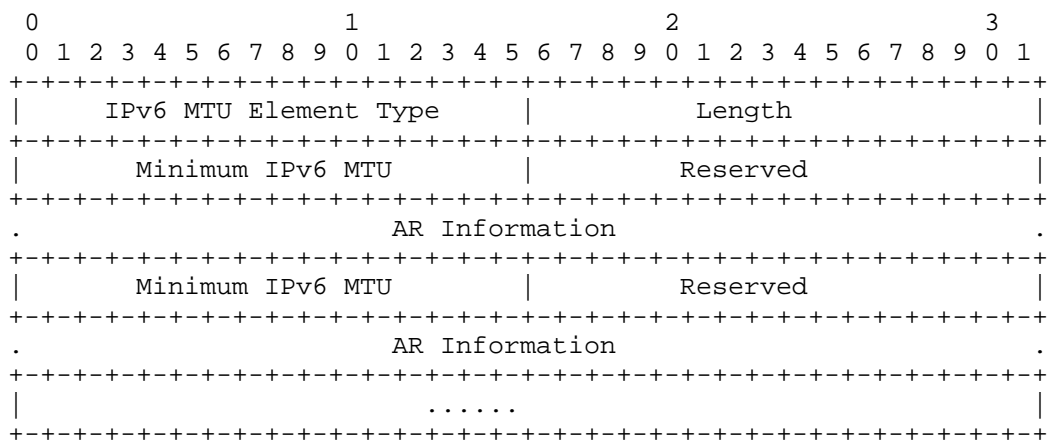 0                   1                   2                   3
0 1 2 3 4 5 6 7 8 9 0 1 2 3 4 5 6 7 8 9 0 1 2 3 4 5 6 7 8 9 0 1
+-+-+-+-+-+-+-+-+-+-+-+-+-+-+-+-+-+-+-+-+-+-+-+-+-+-+-+-+-+-+-+-+
|     IPv6 MTU Element Type     |          Length               |
+-+-+-+-+-+-+-+-+-+-+-+-+-+-+-+-+-+-+-+-+-+-+-+-+-+-+-+-+-+-+-+-+
|       Minimum IPv6 MTU        |         Reserved              |
+-+-+-+-+-+-+-+-+-+-+-+-+-+-+-+-+-+-+-+-+-+-+-+-+-+-+-+-+-+-+-+-+
.                       AR Information                          .
+-+-+-+-+-+-+-+-+-+-+-+-+-+-+-+-+-+-+-+-+-+-+-+-+-+-+-+-+-+-+-+-+
|       Minimum IPv6 MTU        |         Reserved              |
+-+-+-+-+-+-+-+-+-+-+-+-+-+-+-+-+-+-+-+-+-+-+-+-+-+-+-+-+-+-+-+-+
.                       AR Information                          .
+-+-+-+-+-+-+-+-+-+-+-+-+-+-+-+-+-+-+-+-+-+-+-+-+-+-+-+-+-+-+-+-+
|                         ......                                |
+-+-+-+-+-+-+-+-+-+-+-+-+-+-+-+-+-+-+-+-+-+-+-+-+-+-+-+-+-+-+-+-+